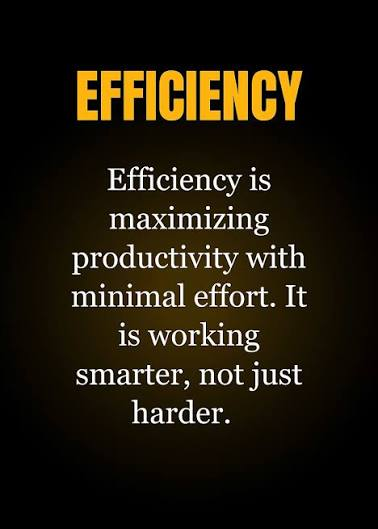 EFFICIENCY
Efficiency is
maximizing
productivity with
minimal effort. It
is working
smarter, not just
harder.